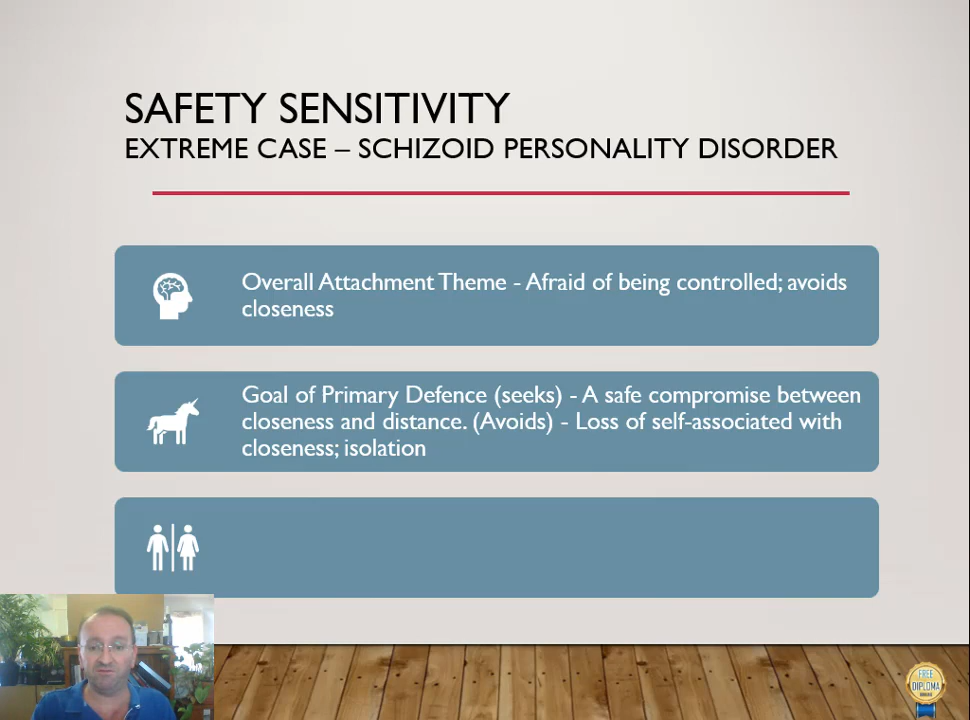 SAFETY SENSITIVITY
EXTREME CASE – SCHIZOID PERSONALITY DISORDER
Overall Attachment Theme - Afraid of being controlled; avoids
closeness
Goal of Primary Defence (seeks) - A safe compromise between
closeness and distance. (Avoids) - Loss of self-associated with
closeness; isolation
FREE
DIPLOMA